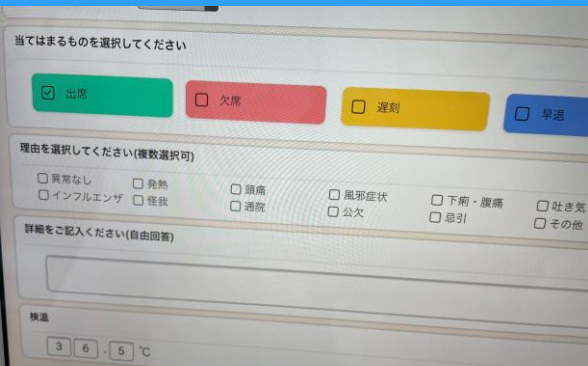 当てはまるものを選択してください
出席 欠席 遅刻 早退
理由を選択してください(複数選択可)
異常なし 発熱 頭痛 風邪症状 下痢・腹痛 吐き気
インフルエンザ 怪我 通院 公欠 忌引 その他
詳細をご記入ください(自由回答)
検温
36.5℃